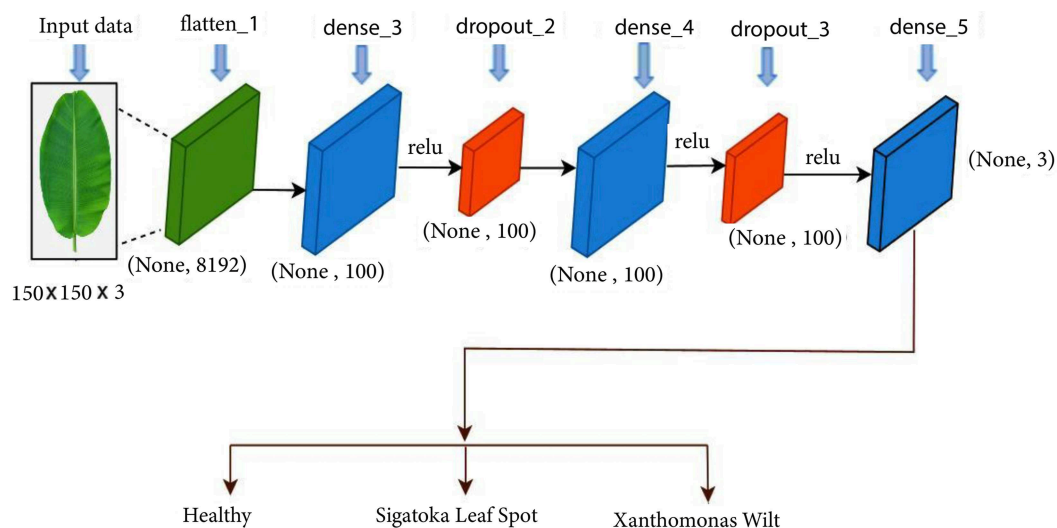 Input data
flatten_1
dense_3
dropout_2
dense_4
dropout_3
dense_5
relu
relu
relu
(None, 3)
(None, 8192)
(None , 100)
(None , 100)
(None , 100)
(None , 100)
150 x 150 x 3
Healthy
Sigatoka Leaf Spot
Xanthomonas Wilt